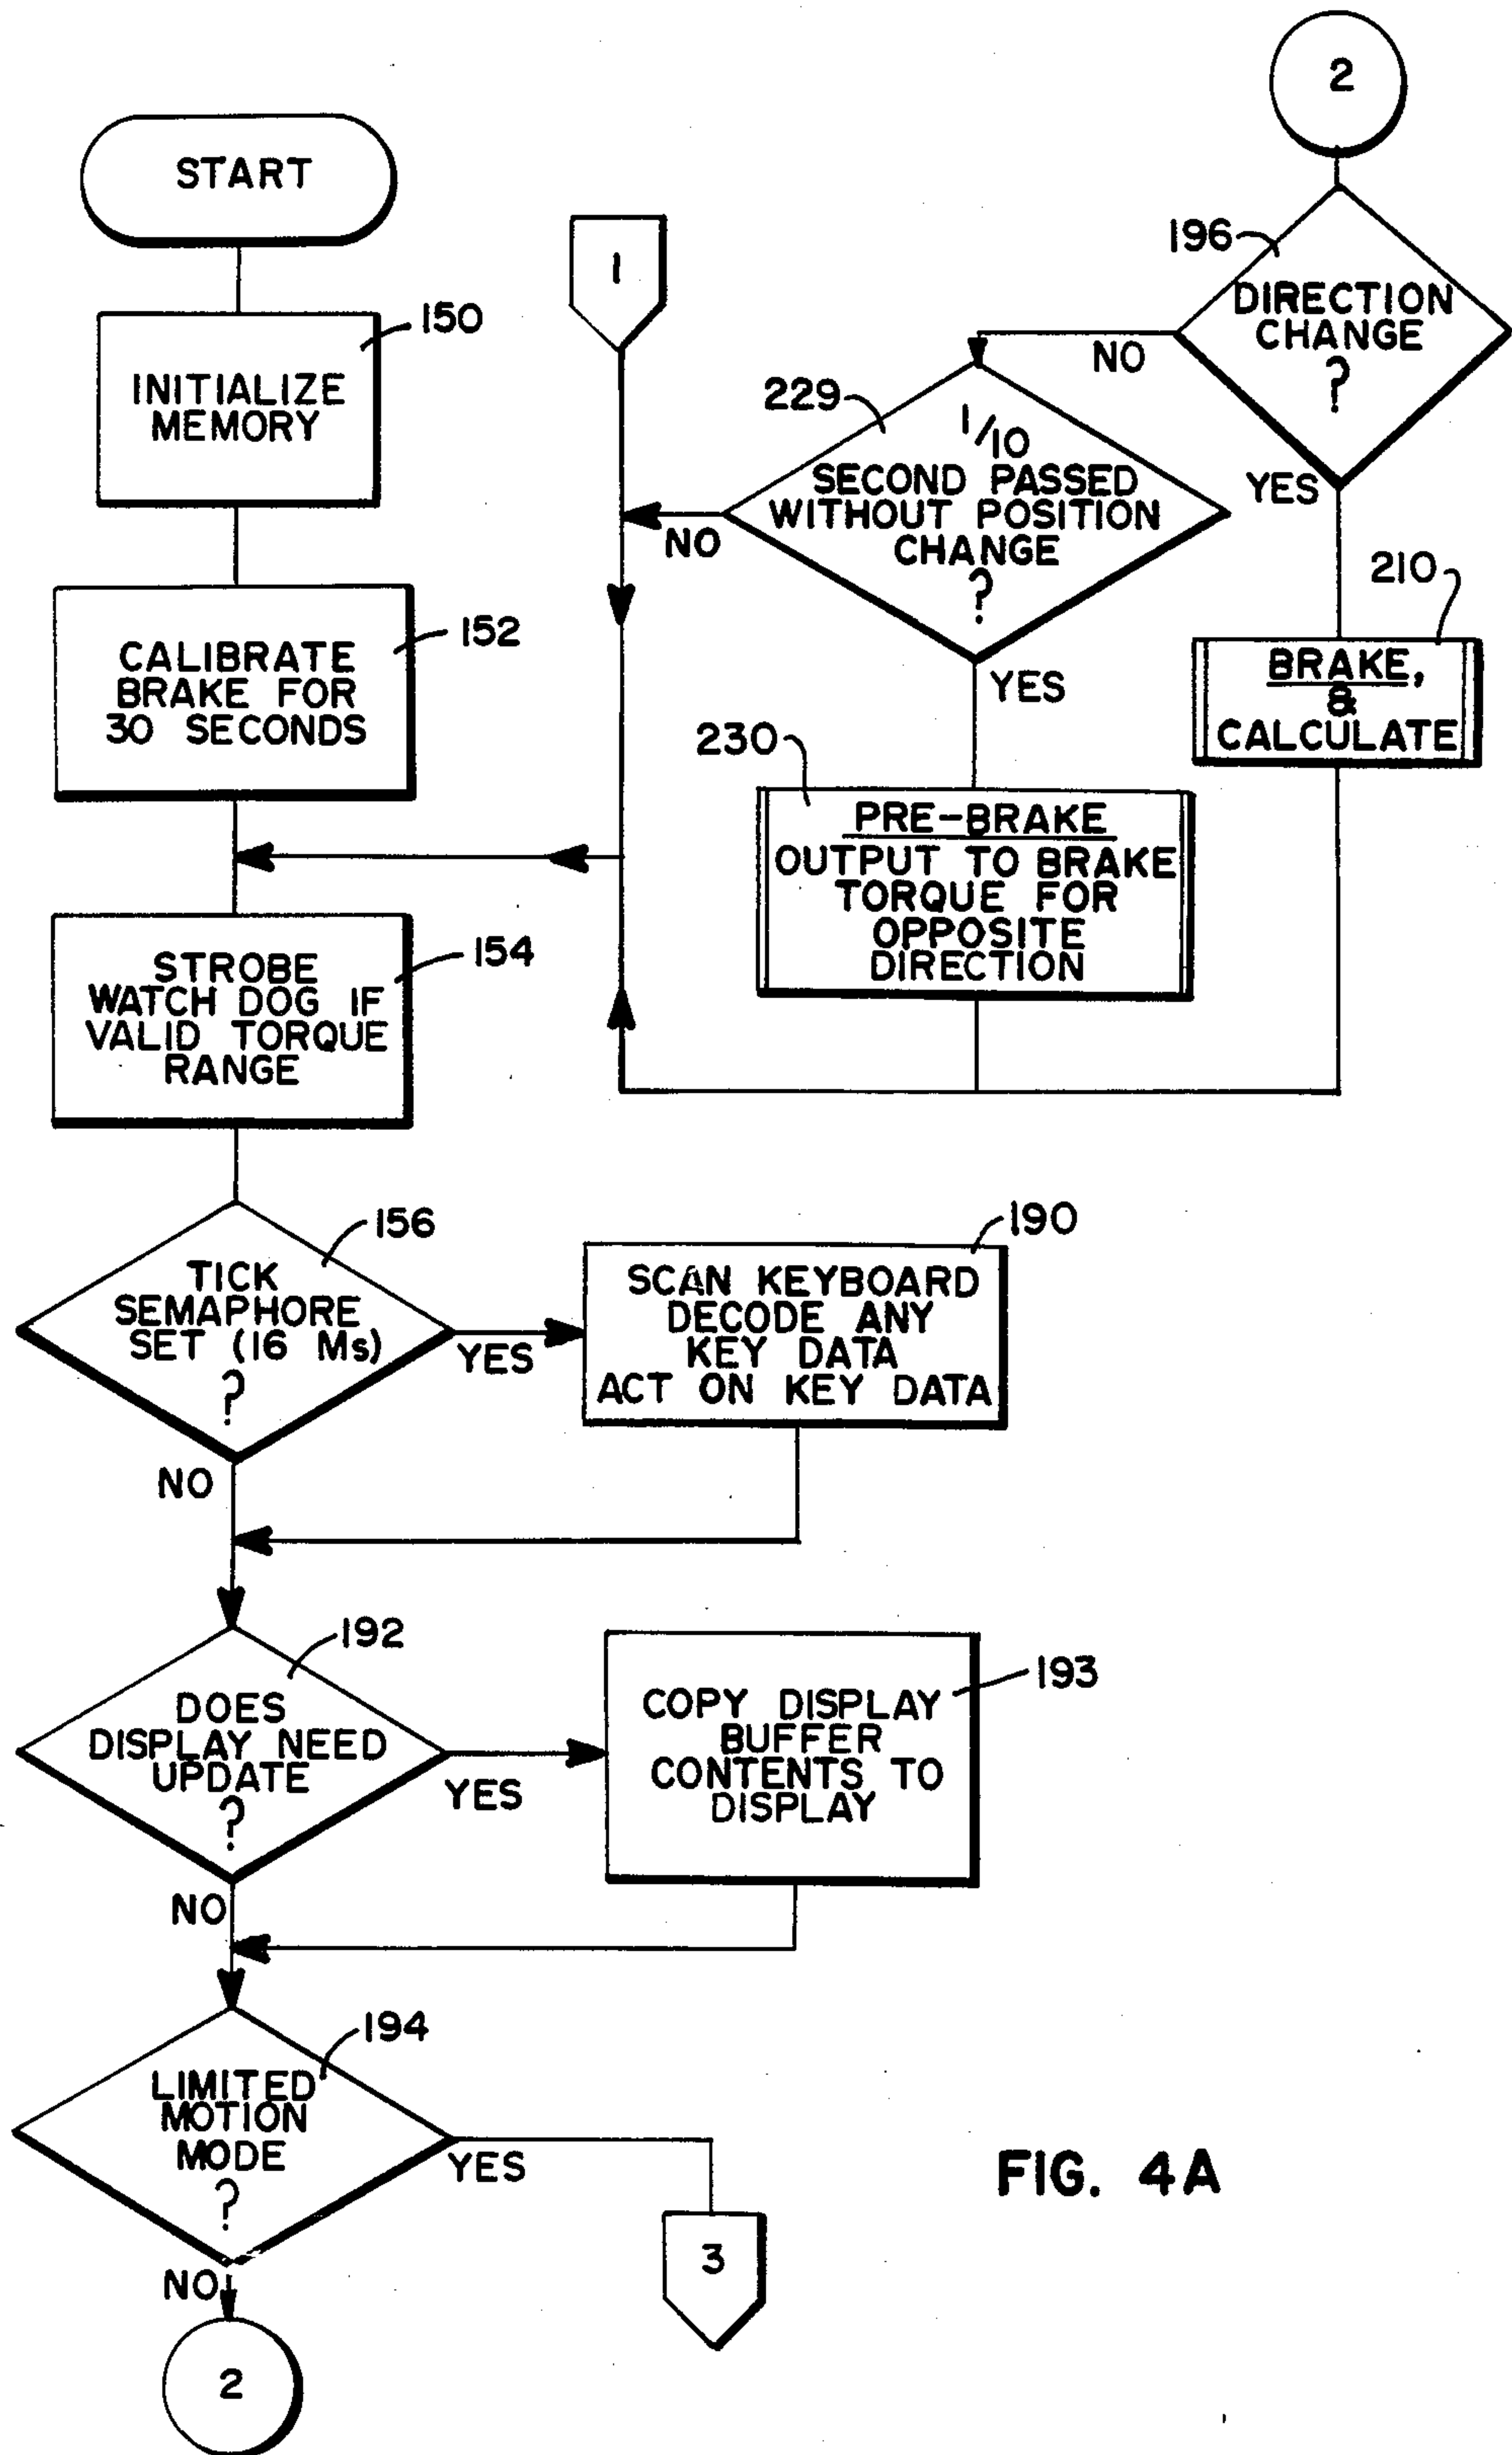 START
150
INITIALIZE
MEMORY
152
CALIBRATE
BRAKE FOR
30 SECONDS
154
STROBE
WATCH DOG IF
VALID TORQUE
RANGE
156
TICK
SEMAPHORE
SET (16 Ms)
?
YES
NO
190
SCAN KEYBOARD
DECODE ANY
KEY DATA
ACT ON KEY DATA
192
DOES
DISPLAY NEED
UPDATE
?
YES
NO
193
COPY DISPLAY
BUFFER
CONTENTS TO
DISPLAY
194
LIMITED
MOTION
MODE
?
YES
NO
3
2
1
2
196
DIRECTION
CHANGE
?
NO
YES
229
1/10
SECOND PASSED
WITHOUT POSITION
CHANGE
?
NO
YES
210
BRAKE,
&
CALCULATE
230
PRE-BRAKE
OUTPUT TO BRAKE
TORQUE FOR
OPPOSITE
DIRECTION
FIG. 4A